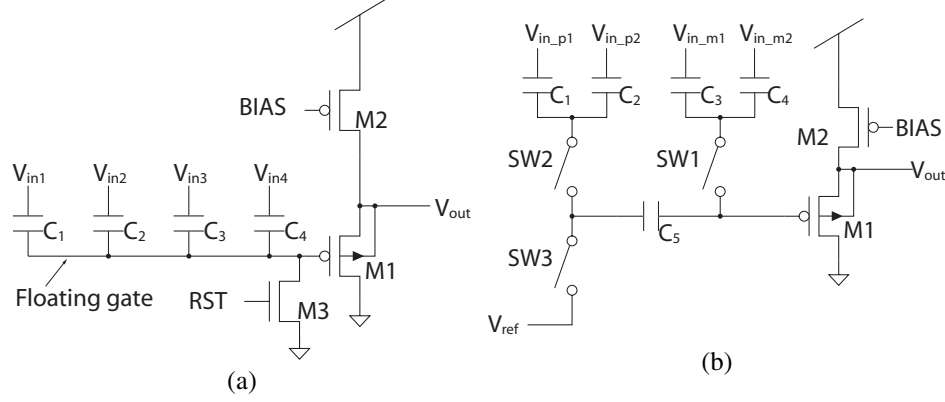 BIAS
M2
V_in1 V_in2 V_in3 V_in4
C_1 C_2 C_3 C_4
V_out
M1
Floating gate
RST
M3
(a)
V_in_p1 V_in_p2 V_in_m1 V_in_m2
C_1 C_2 C_3 C_4
M2
BIAS
SW2
SW1
V_out
C_5
M1
SW3
V_ref
(b)